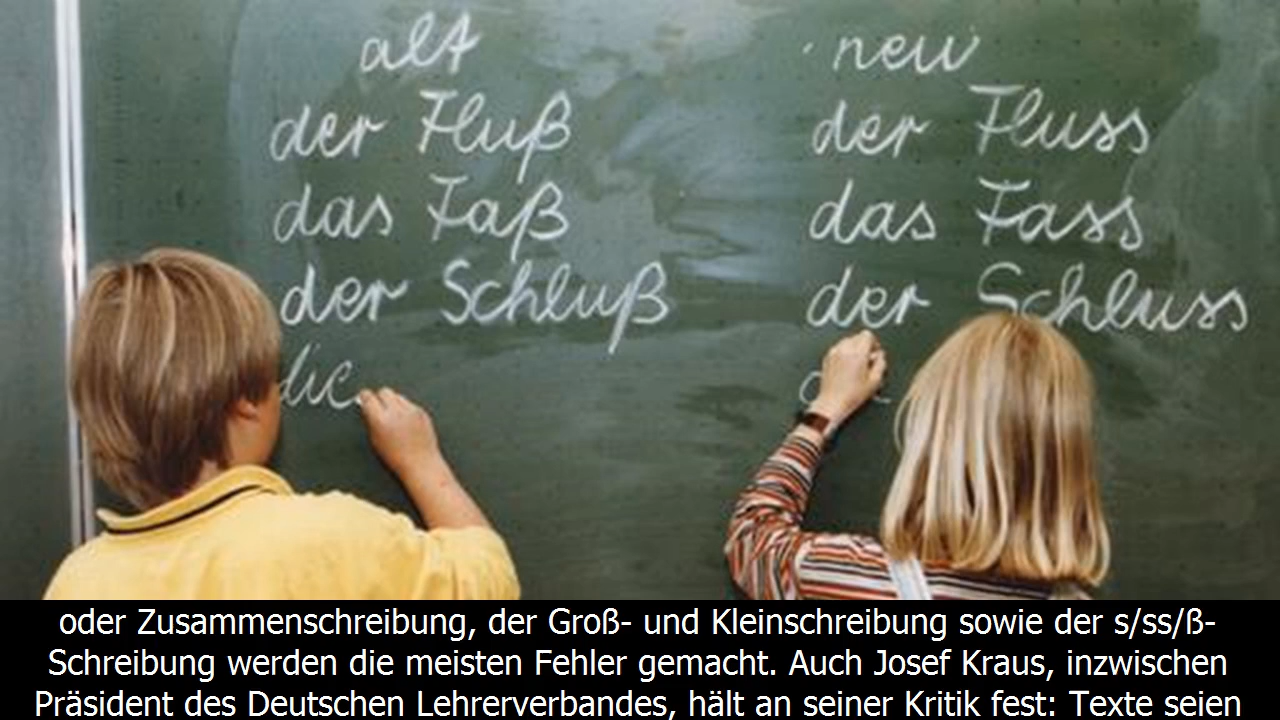 alt
der Fluß
das Faß
der Schluß
die
neu
der Fluss
das Fass
der Schluss
oder Zusammenschreibung, der Groß- und Kleinschreibung sowie der s/ss/ß-
Schreibung werden die meisten Fehler gemacht. Auch Josef Kraus, inzwischen
Präsident des Deutschen Lehrerverbandes, hält an seiner Kritik fest: Texte seien